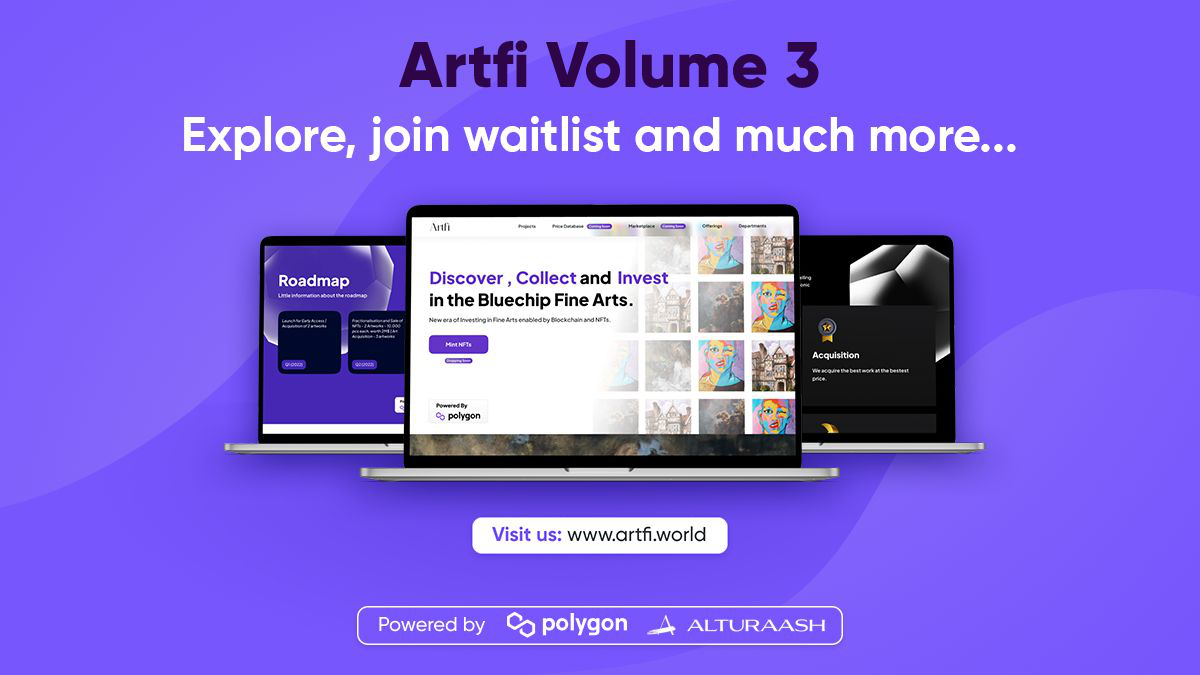 Artfi Volume 3
Explore, join waitlist and much more...
Artfi
Projects
Price Database
Coming Soon
Marketplace
Coming Soon
Offerings
Departments
Discover , Collect and Invest
in the Bluechip Fine Arts.
New era of Investing in Fine Arts enabled by Blockchain and NFTs.
Mint NFTs
Dropping Soon
Powered By
polygon
Roadmap
Little information about the roadmap
Launch for Early Access /
Acquisition of 2 artworks
Q1 (2022)
Fractionalisation and Sale of
NFTs - 2 Artworks - 10,000
pcs each, worth 2M$ / Art
Acquisition - 3 artworks
Q2 (2022)
Acquisition
We acquire the best work at the bestest
price.
Visit us: www.artfi.world
Powered by polygon ALTURAASH